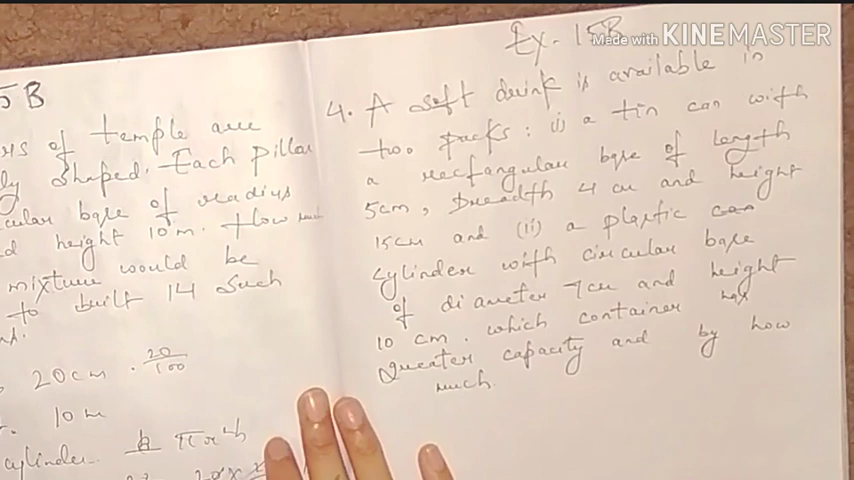 Made with KINEMASTER
5 B
of temple are
shaped. Each Pillar
cular base of radius
d height 10 m. How much
mixture would be
to built 14 such
20 cm . 20/100
10 m
cylinder πr²h
Ex. 15B
4. A soft drink is available in
two packs: (i) a tin can with
a rectangular base of length
5cm, breadth 4 cm and height
15cm and (ii) a plastic can
cylinder with circular base
of diameter 7cm and height
10 cm. which container has
greater capacity and by how
much.